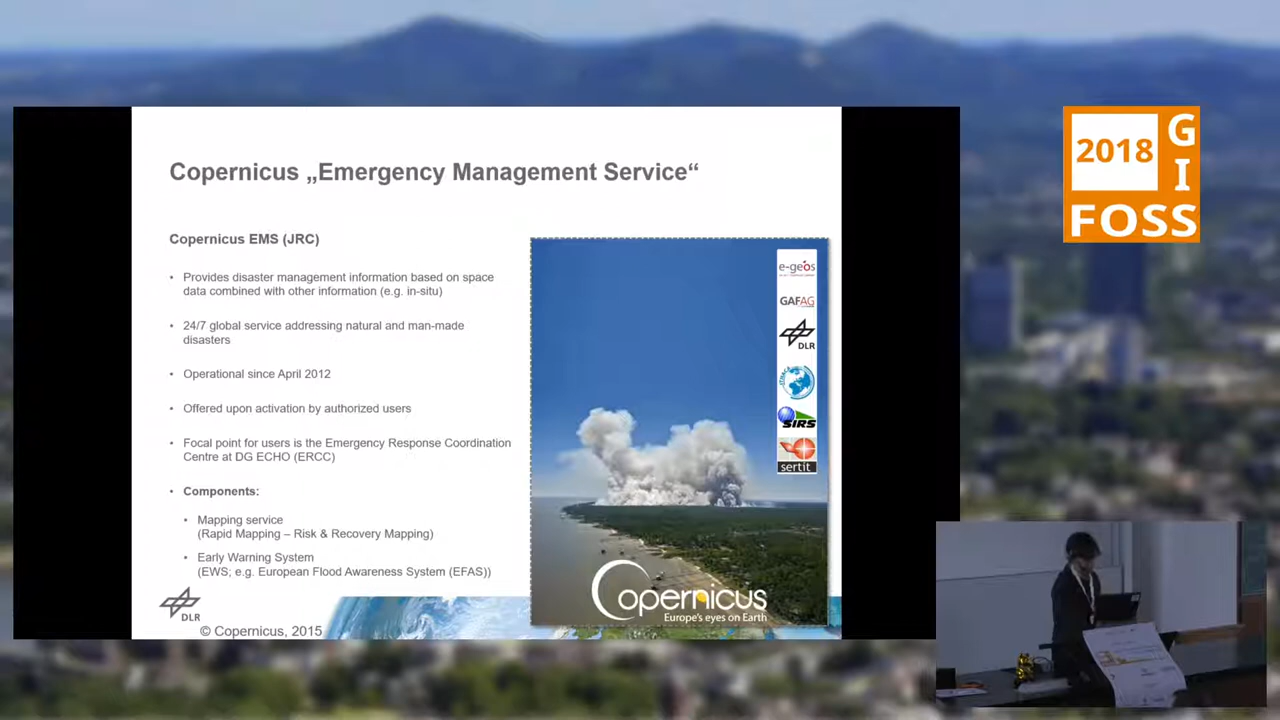 Copernicus „Emergency Management Service“
Copernicus EMS (JRC)
• Provides disaster management information based on space
data combined with other information (e.g. in-situ)
• 24/7 global service addressing natural and man-made
disasters
• Operational since April 2012
• Offered upon activation by authorized users
• Focal point for users is the Emergency Response Coordination
Centre at DG ECHO (ERCC)
• Components:
• Mapping service
(Rapid Mapping – Risk & Recovery Mapping)
• Early Warning System
(EWS; e.g. European Flood Awareness System (EFAS))
DLR
© Copernicus, 2015
e-geos
GAFAG
DLR
ITHACA
SIRS
sertit
Copernicus
Europe's eyes on Earth
2018
GI
FOSS